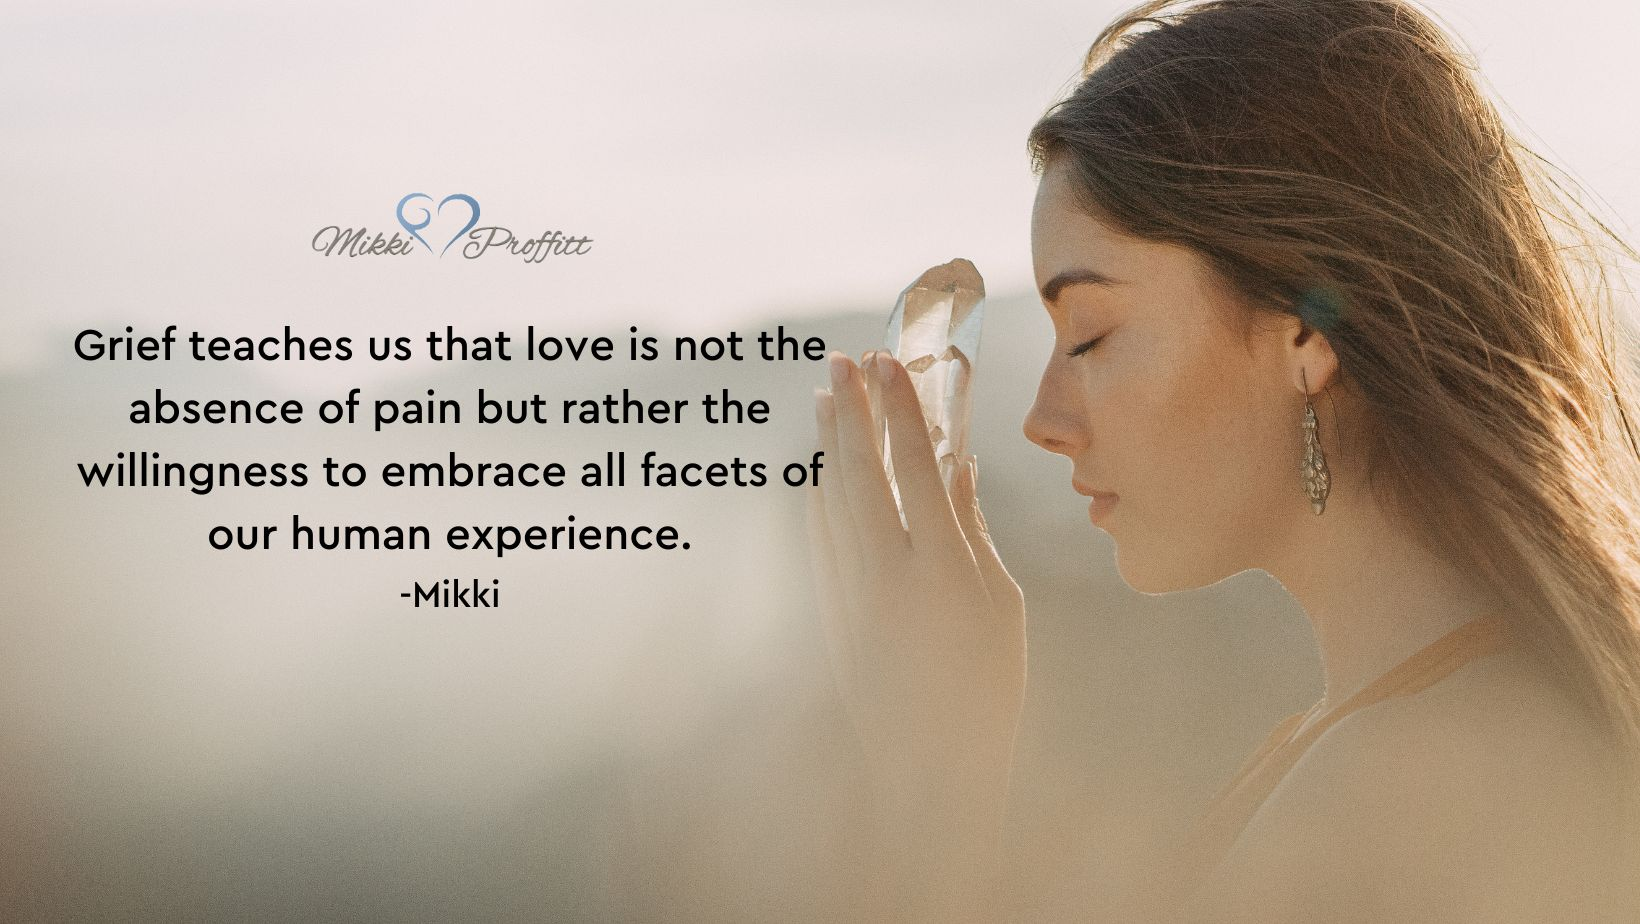 Mikki Proffitt
Grief teaches us that love is not the
absence of pain but rather the
willingness to embrace all facets of
our human experience.
-Mikki